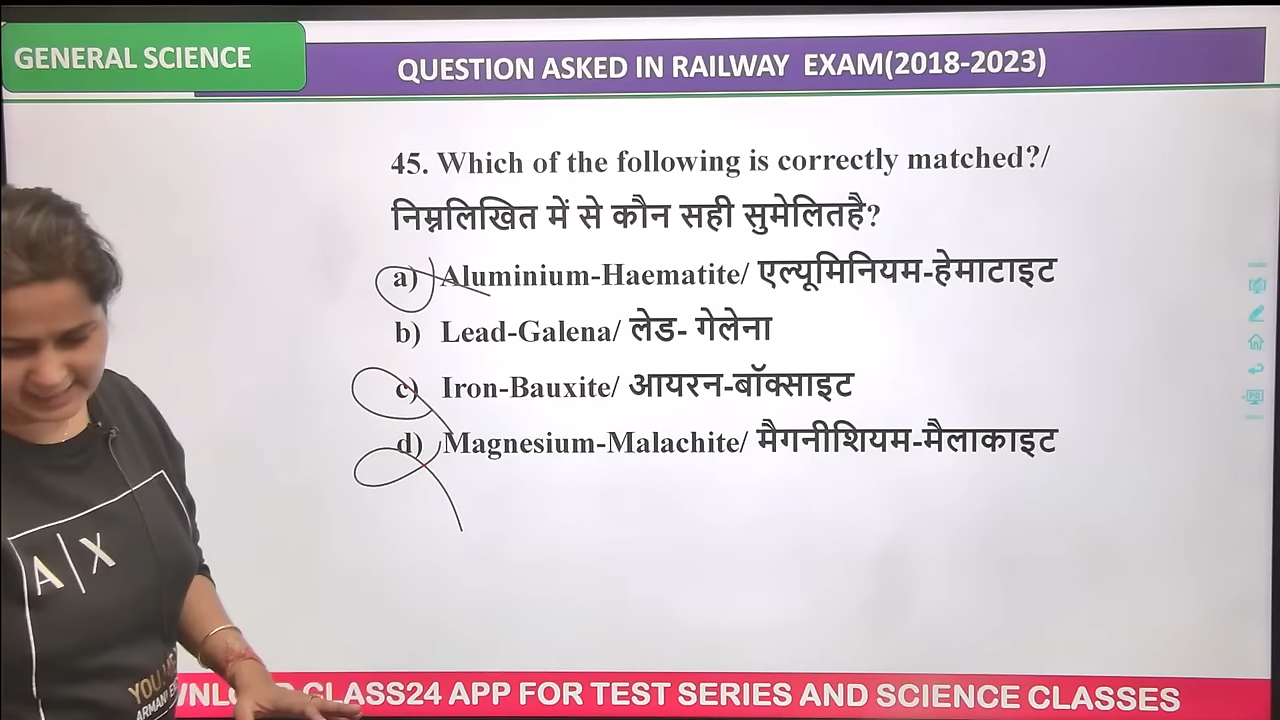 GENERAL SCIENCE
QUESTION ASKED IN RAILWAY EXAM(2018-2023)
45. Which of the following is correctly matched?/
निम्नलिखित में से कौन सही सुमेलितहै?
a) Aluminium-Haematite/ एल्यूमिनियम-हेमाटाइट
b) Lead-Galena/ लेड- गेलेना
c) Iron-Bauxite/ आयरन-बॉक्साइट
d) Magnesium-Malachite/ मैगनीशियम-मैलाकाइट
A|X
CLASS24 APP FOR TEST SERIES AND SCIENCE CLASSES